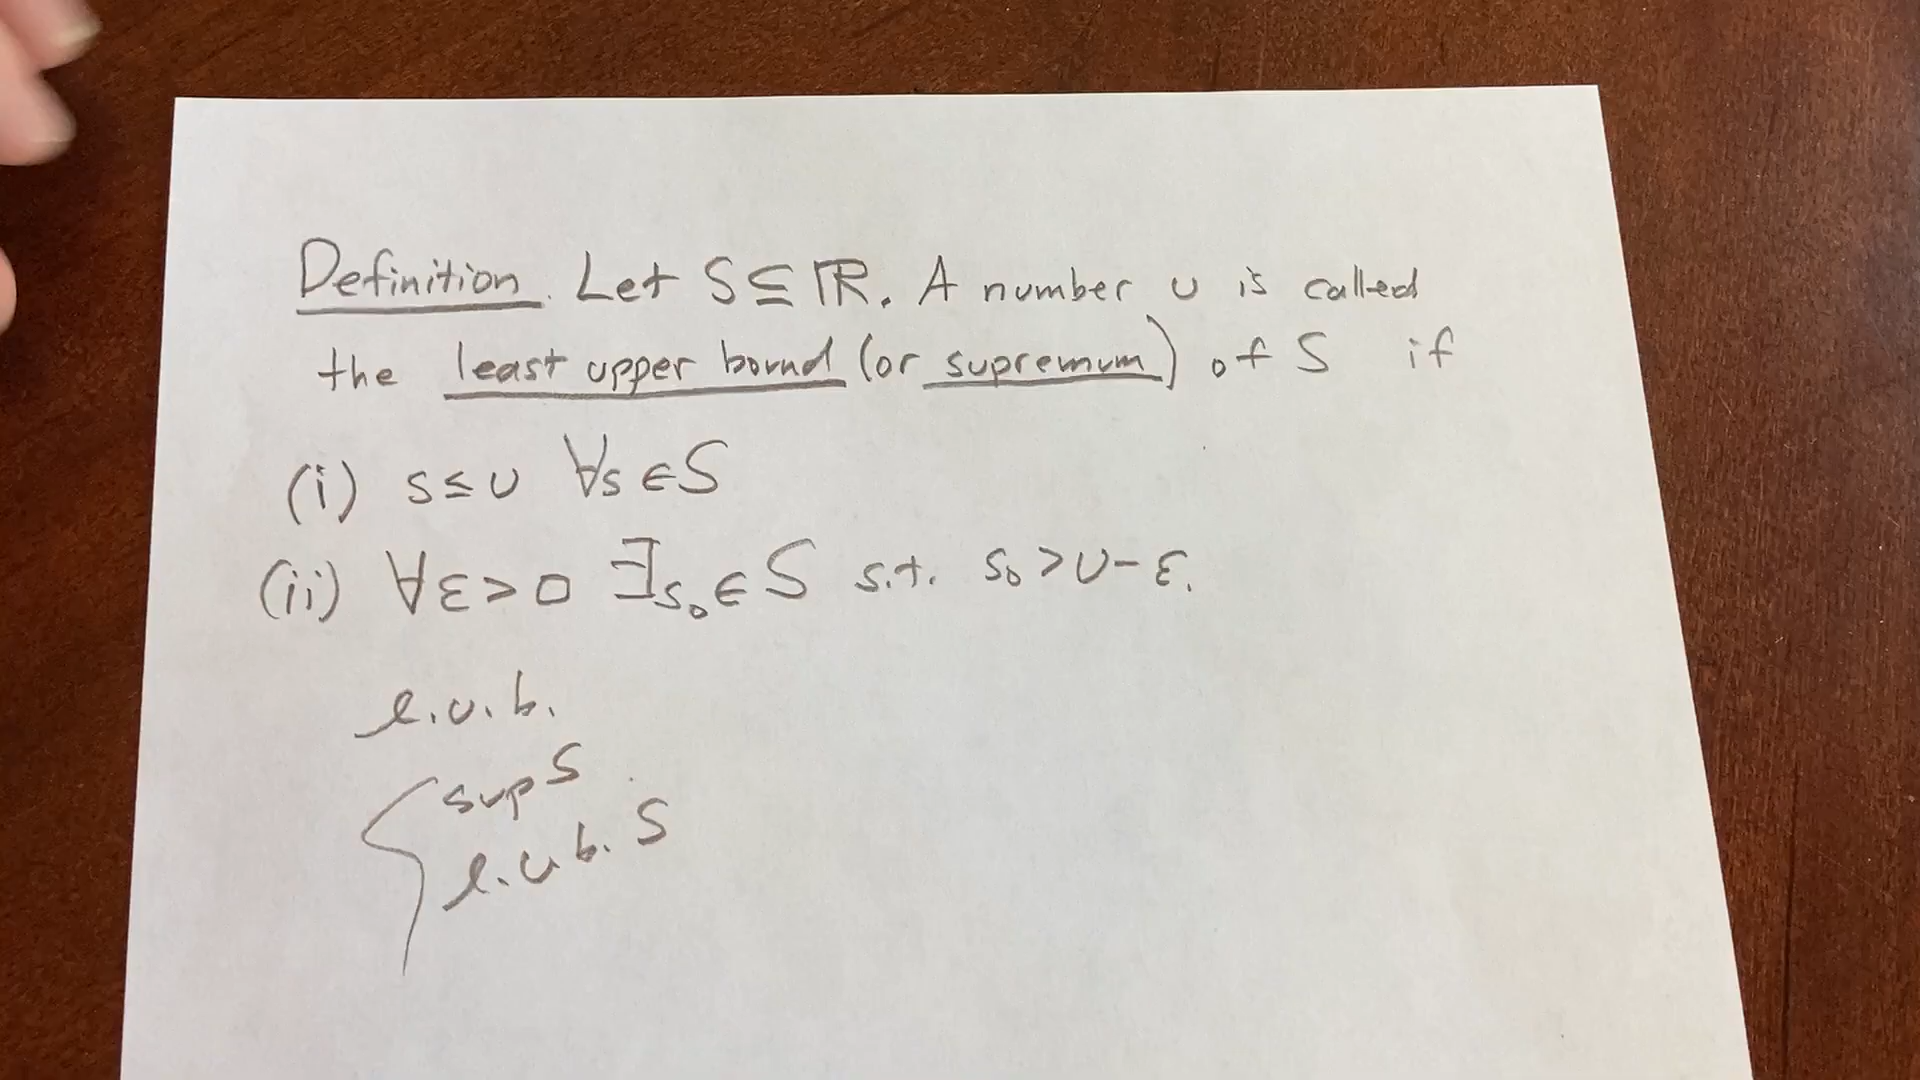 Definition. Let S ⊆ ℝ. A number u is called
the least upper bound (or supremum) of S if
(i) s ≤ u ∀s ∈ S
(ii) ∀ε > 0 ∃s₀ ∈ S s.t. s₀ > u - ε.
l.u.b.
sup S
l.u.b. S